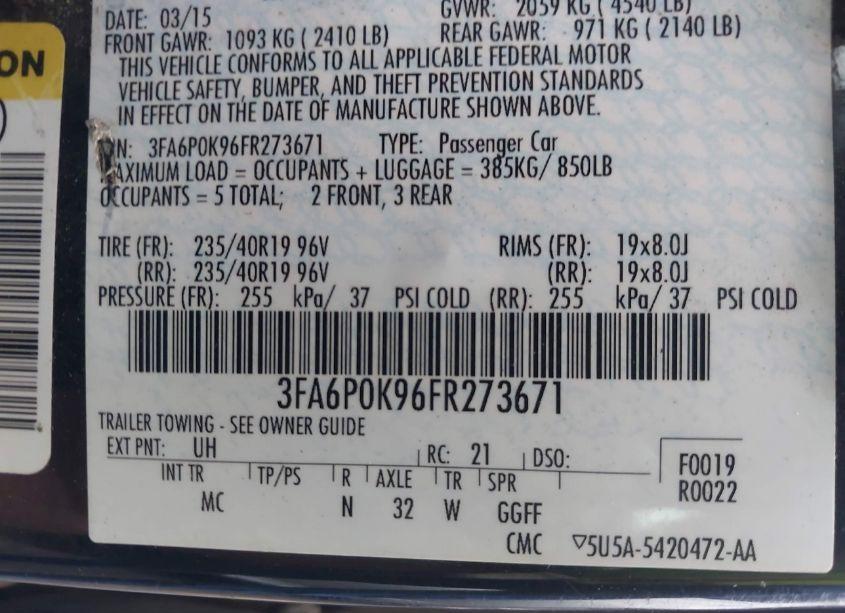 GVWR: 2059 KG ( 4540 LB)
DATE: 03/15
FRONT GAWR: 1093 KG ( 2410 LB) REAR GAWR: 971 KG ( 2140 LB)
THIS VEHICLE CONFORMS TO ALL APPLICABLE FEDERAL MOTOR
VEHICLE SAFETY, BUMPER, AND THEFT PREVENTION STANDARDS
IN EFFECT ON THE DATE OF MANUFACTURE SHOWN ABOVE.
ON
VIN: 3FA6P0K96FR273671 TYPE: Passenger Car
MAXIMUM LOAD = OCCUPANTS + LUGGAGE = 385KG/ 850LB
OCCUPANTS = 5 TOTAL; 2 FRONT, 3 REAR
TIRE (FR): 235/40R19 96V RIMS (FR): 19x8.0J
(RR): 235/40R19 96V (RR): 19x8.0J
PRESSURE (FR): 255 kPa/ 37 PSI COLD (RR): 255 kPa/ 37 PSI COLD
3FA6P0K96FR273671
TRAILER TOWING - SEE OWNER GUIDE
EXT PNT: UH RC: 21 DSO: F0019
INT TR TP/PS R AXLE TR SPR R0022
MC N 32 W GGFF
CMC ▽5U5A-5420472-AA